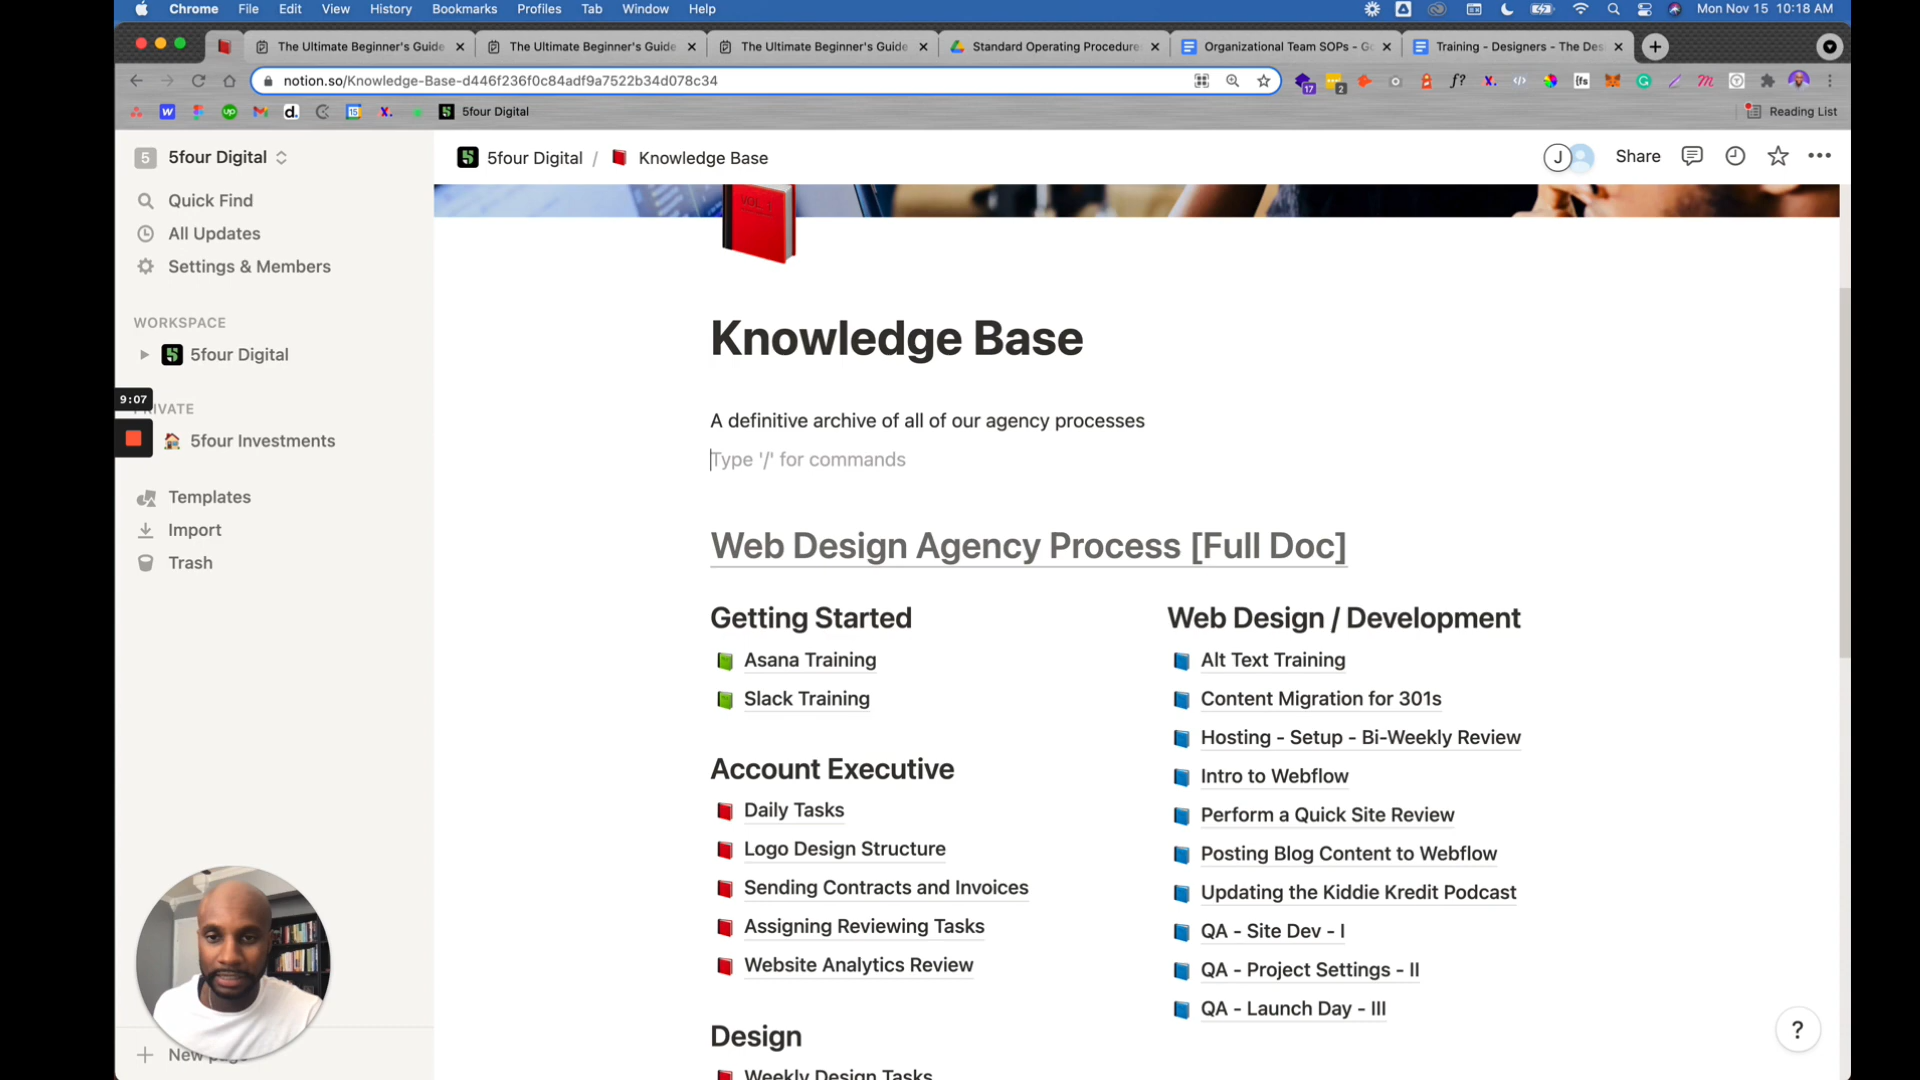 Chrome File Edit View History Bookmarks Profiles Tab Window Help
Mon Nov 15 10:18 AM
The Ultimate Beginner's Guide
The Ultimate Beginner's Guide
The Ultimate Beginner's Guide
Standard Operating Procedure
Organizational Team SOPs - G
Training - Designers - The Des
notion.so/Knowledge-Base-d446f236f0c84adf9a7522b34d078c34
17
2
f?
5four Digital
Reading List
5 5four Digital
5four Digital / Knowledge Base
J
Share
Quick Find
All Updates
Settings & Members
WORKSPACE
5four Digital
9:07
PRIVATE
5four Investments
Templates
Import
Trash
New page
VOL. 1
Knowledge Base
A definitive archive of all of our agency processes
Type '/' for commands
Web Design Agency Process [Full Doc]
Getting Started
Asana Training
Slack Training
Account Executive
Daily Tasks
Logo Design Structure
Sending Contracts and Invoices
Assigning Reviewing Tasks
Website Analytics Review
Design
Weekly Design Tasks
Web Design / Development
Alt Text Training
Content Migration for 301s
Hosting - Setup - Bi-Weekly Review
Intro to Webflow
Perform a Quick Site Review
Posting Blog Content to Webflow
Updating the Kiddie Kredit Podcast
QA - Site Dev - I
QA - Project Settings - II
QA - Launch Day - III
?